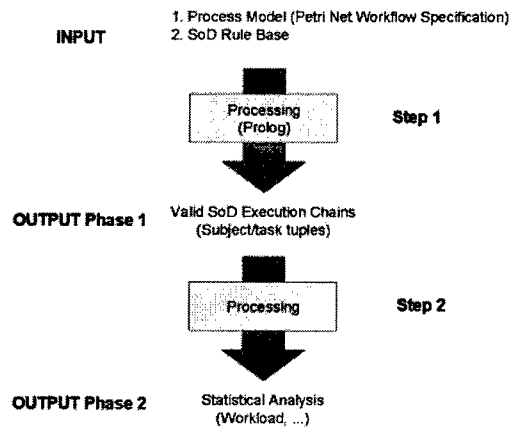 1. Process Model (Petri Net Workflow Specification)
INPUT
2. SoD Rule Base
Processing
(Prolog)
Step 1
OUTPUT Phase 1
Valid SoD Execution Chains
(Subject/task tuples)
Processing
Step 2
OUTPUT Phase 2
Statistical Analysis
(Workload, ...)